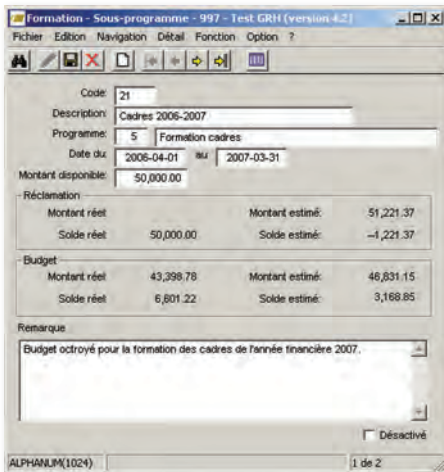 Formation - Sous-programme - 997 - Test GRH (version 4.2)
Fichier Edition Navigation Détail Fonction Option ?
Code: 21
Description: Cadres 2006-2007
Programme: 5 Formation cadres
Date du: 2006-04-01 au 2007-03-31
Montant disponible: 50,000.00
Réclamation
Montant réel: Montant estimé: 51,221.37
Solde réel: 50,000.00 Solde estimé: –1,221.37
Budget
Montant réel: 43,398.78 Montant estimé: 46,831.15
Solde réel: 6,601.22 Solde estimé: 3,168.85
Remarque
Budget octroyé pour la formation des cadres de l'année financière 2007.
Désactivé
ALPHANUM(1024) 1 de 2